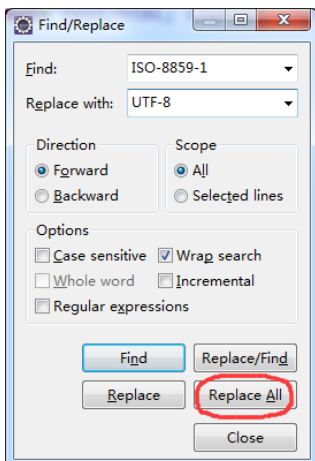 Find/Replace
Find: ISO-8859-1
Replace with: UTF-8
Direction Scope
Forward All
Backward Selected lines
Options
Case sensitive Wrap search
Whole word Incremental
Regular expressions
Find Replace/Find
Replace Replace All
Close